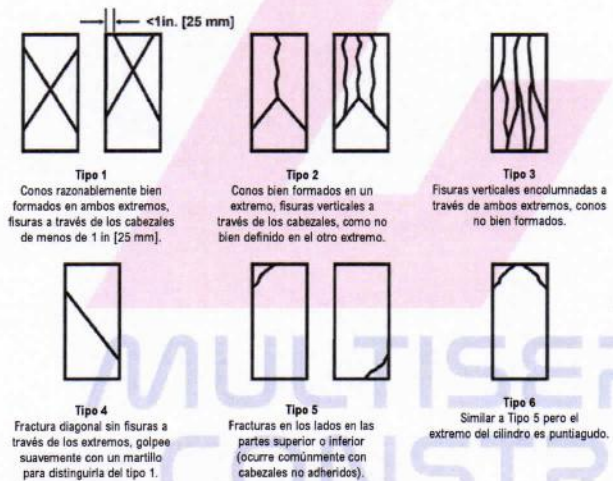 <1in. [25 mm]
Tipo 1
Conos razonablemente bien
formados en ambos extremos,
fisuras a través de los cabezales
de menos de 1 in [25 mm].
Tipo 2
Conos bien formados en un
extremo, fisuras verticales a
través de los cabezales, como no
bien definido en el otro extremo.
Tipo 3
Fisuras verticales encolumnadas a
través de ambos extremos, conos
no bien formados.
Tipo 4
Fractura diagonal sin fisuras a
través de los extremos, golpee
suavemente con un martillo
para distinguirla del tipo 1.
Tipo 5
Fracturas en los lados en las
partes superior o inferior
(ocurre comúnmente con
cabezales no adheridos).
Tipo 6
Similar a Tipo 5 pero el
extremo del cilindro es puntiagudo.
MULTISER
CONSTR